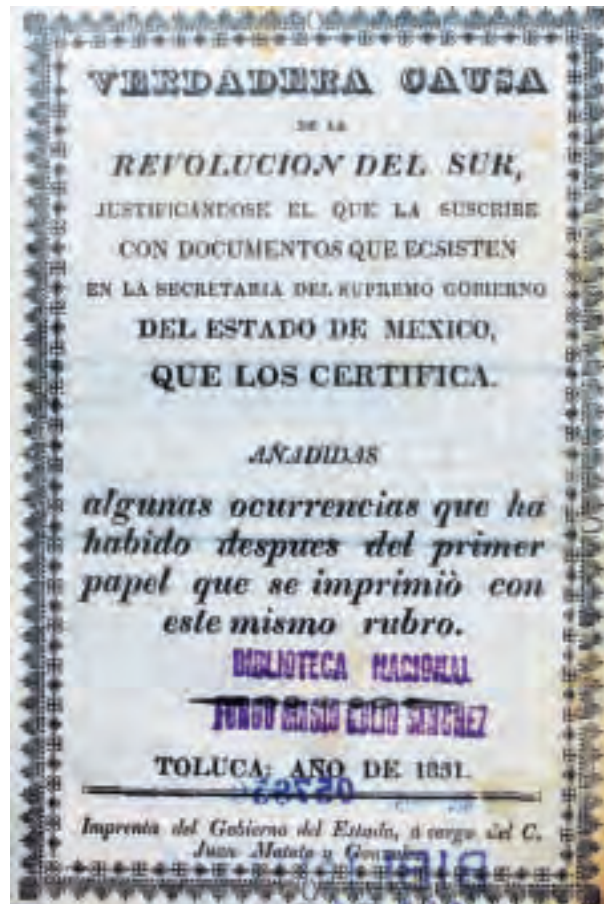 VERDADERA CAUSA
DE LA
REVOLUCION DEL SUR,
JUSTIFICANDOSE EL QUE LA SUSCRIBE
CON DOCUMENTOS QUE ECSISTEN
EN LA SECRETARIA DEL SUPREMO GOBIERNO
DEL ESTADO DE MEXICO,
QUE LOS CERTIFICA.
AÑADIDAS
algunas ocurrencias que ha
habido despues del primer
papel que se imprimiò con
este mismo rubro.
BIBLIOTECA NACIONAL
TOLUCA: AÑO DE 1831.
Imprenta del Gobierno del Estado, á cargo del C.
Juan